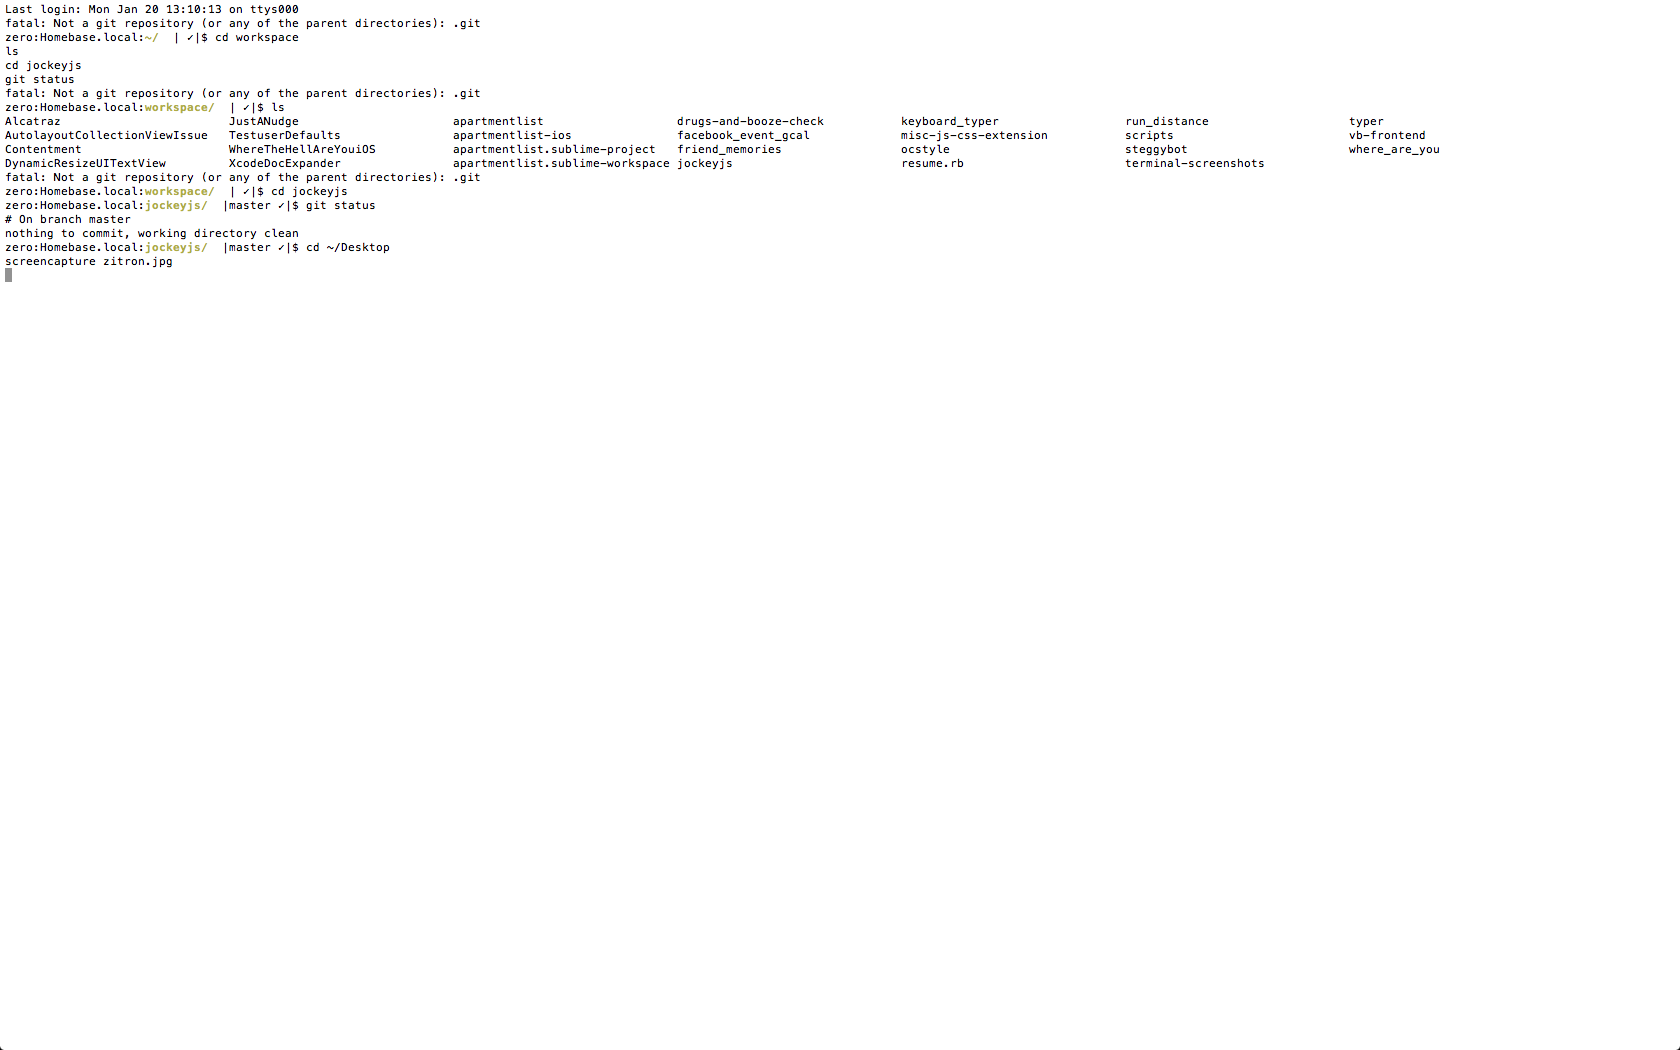 Last login: Mon Jan 20 13:10:13 on ttys000
fatal: Not a git repository (or any of the parent directories): .git
zero:Homebase.local:~/  | ✓|$ cd workspace
ls
cd jockeyjs
git status
fatal: Not a git repository (or any of the parent directories): .git
zero:Homebase.local:workspace/  | ✓|$ ls
Alcatraz                        JustANudge                      apartmentlist                   drugs-and-booze-check           keyboard_typer                  run_distance                    typer
AutolayoutCollectionViewIssue   TestuserDefaults                apartmentlist-ios               facebook_event_gcal             misc-js-css-extension           scripts                         vb-frontend
Contentment                     WhereTheHellAreYouiOS           apartmentlist.sublime-project   friend_memories                 ocstyle                         steggybot                       where_are_you
DynamicResizeUITextView         XcodeDocExpander                apartmentlist.sublime-workspace jockeyjs                        resume.rb                       terminal-screenshots
fatal: Not a git repository (or any of the parent directories): .git
zero:Homebase.local:workspace/  | ✓|$ cd jockeyjs
zero:Homebase.local:jockeyjs/  |master ✓|$ git status
# On branch master
nothing to commit, working directory clean
zero:Homebase.local:jockeyjs/  |master ✓|$ cd ~/Desktop
screencapture zitron.jpg